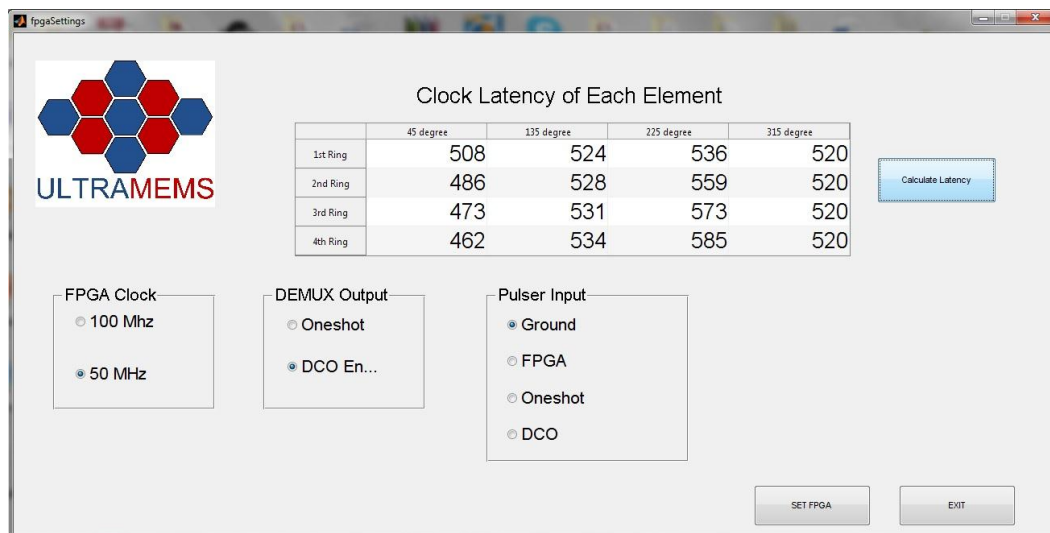 fpgaSettings
ULTRAMEMS
Clock Latency of Each Element
45 degree 135 degree 225 degree 315 degree
1st Ring 508 524 536 520
2nd Ring 486 528 559 520
3rd Ring 473 531 573 520
4th Ring 462 534 585 520
Calculate Latency
FPGA Clock
100 Mhz
50 MHz
DEMUX Output
Oneshot
DCO En...
Pulser Input
Ground
FPGA
Oneshot
DCO
SET FPGA
EXIT